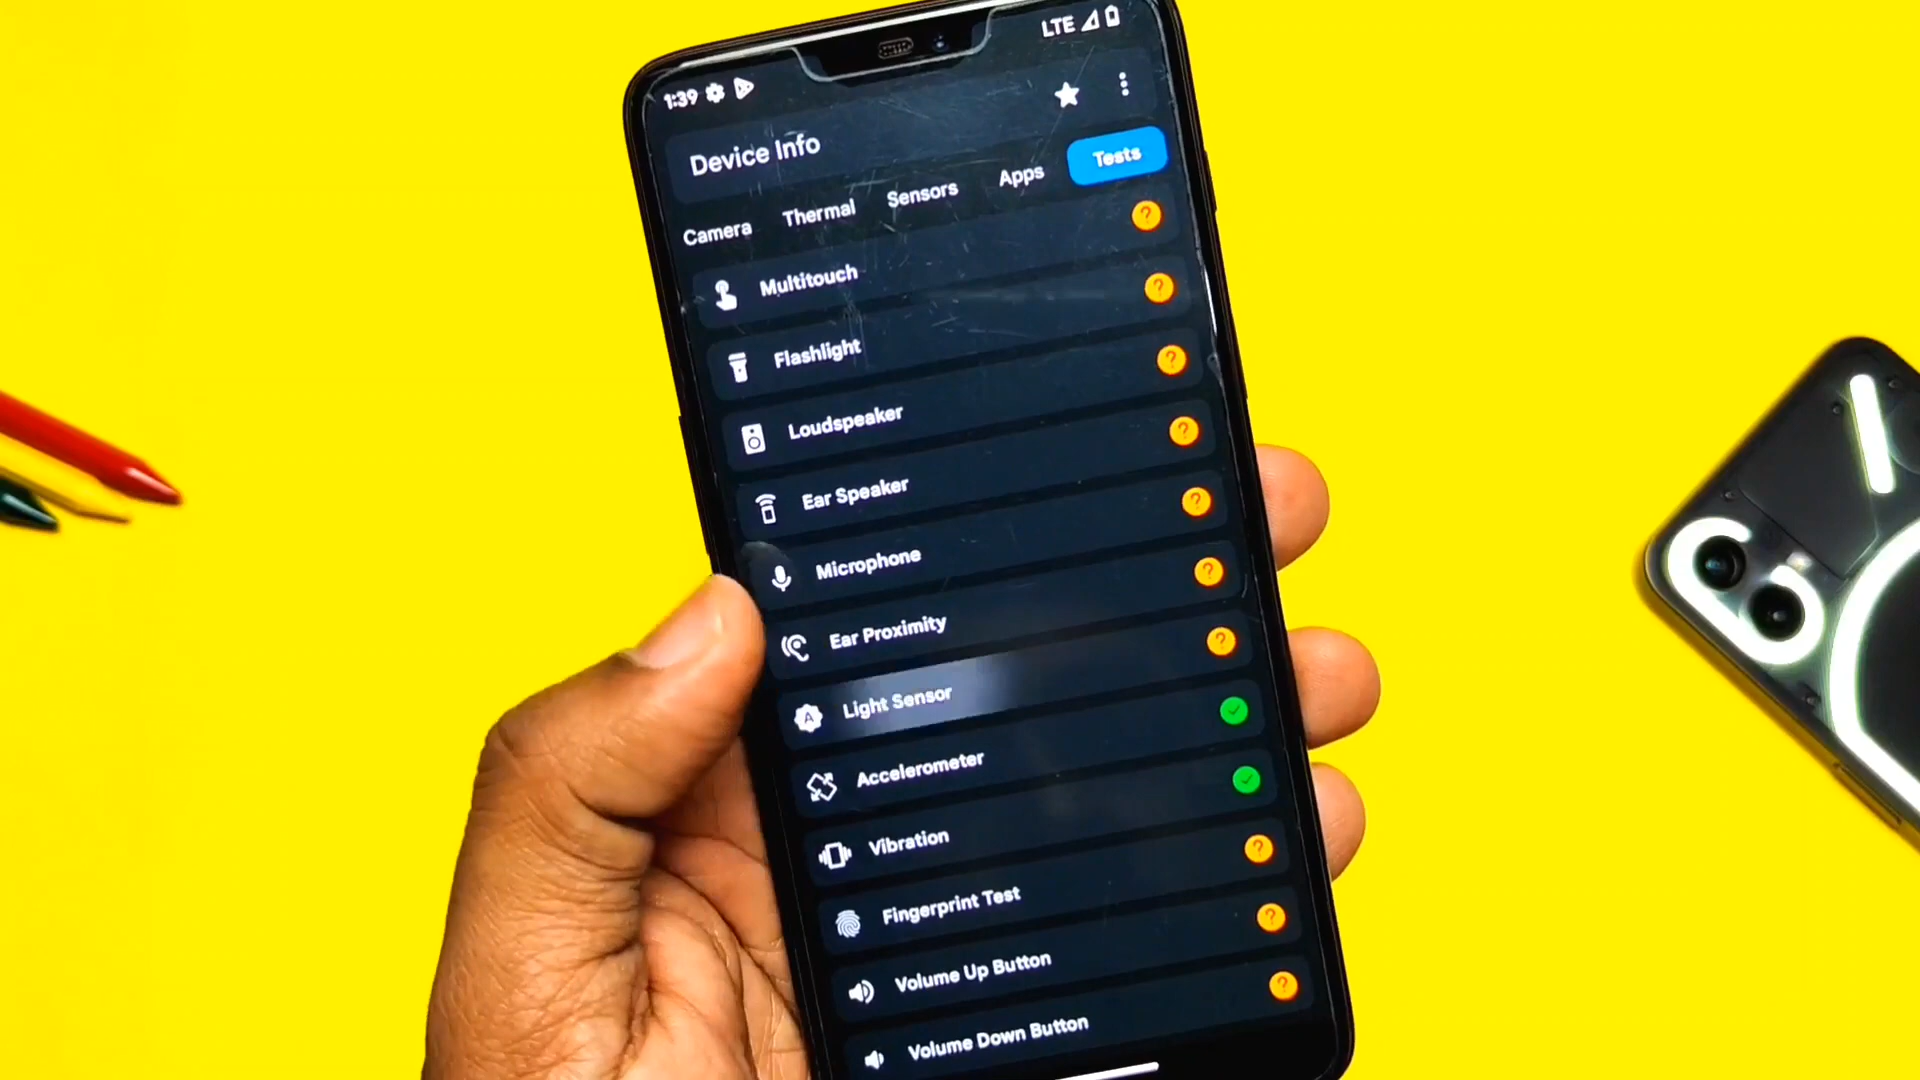 LTE
1:39
Device Info
Camera Thermal Sensors Apps Tests
Multitouch
Flashlight
Loudspeaker
Ear Speaker
Microphone
Ear Proximity
Light Sensor
Accelerometer
Vibration
Fingerprint Test
Volume Up Button
Volume Down Button